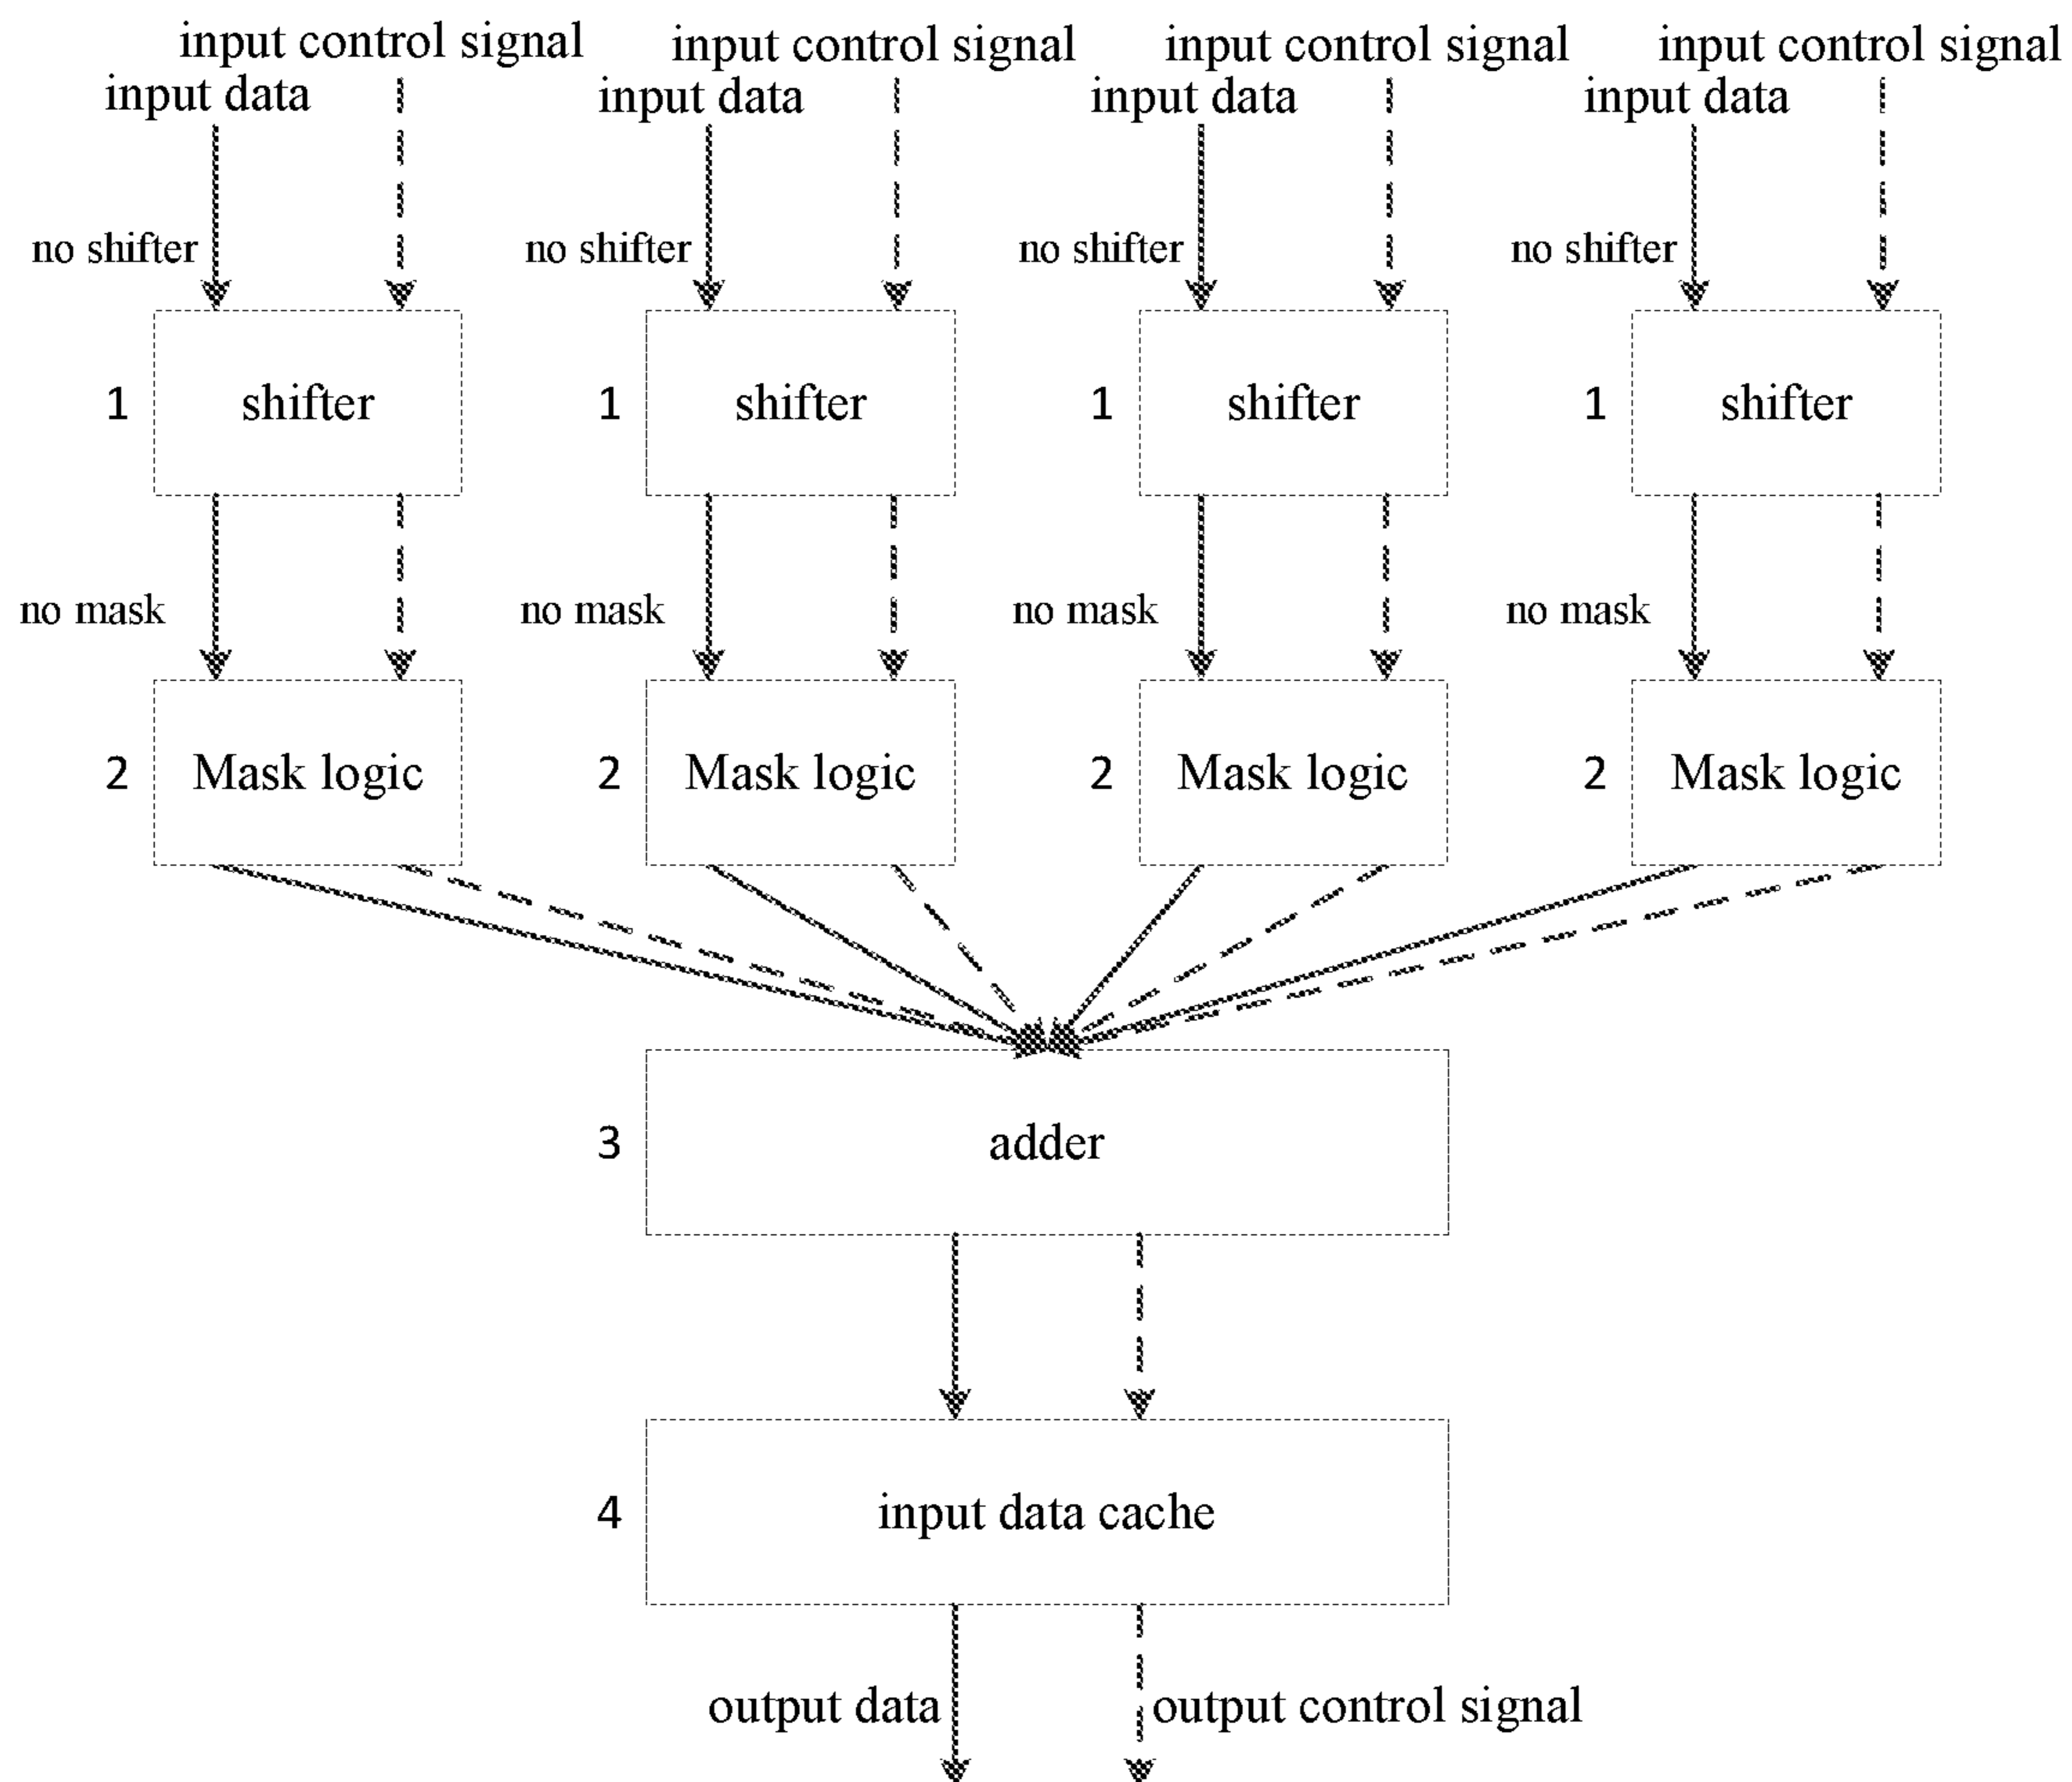 input control signal input control signal input control signal input control signal
input data input data input data input data
no shifter no shifter no shifter no shifter
1 shifter 1 shifter 1 shifter 1 shifter
no mask no mask no mask no mask
2 Mask logic 2 Mask logic 2 Mask logic 2 Mask logic
3 adder
4 input data cache
output data output control signal